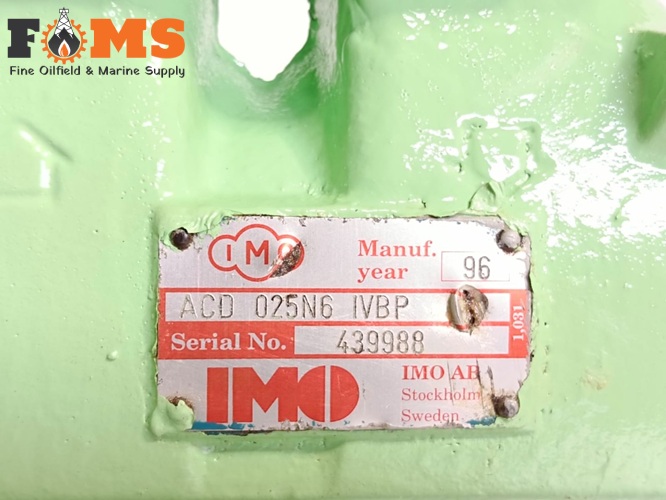 FOMS
Fine Oilfield & Marine Supply
IMO
Manuf. year 96
ACD 025N6 IVBP
1,031
Serial No. 439988
IMO
IMO AB
Stockholm
Sweden.